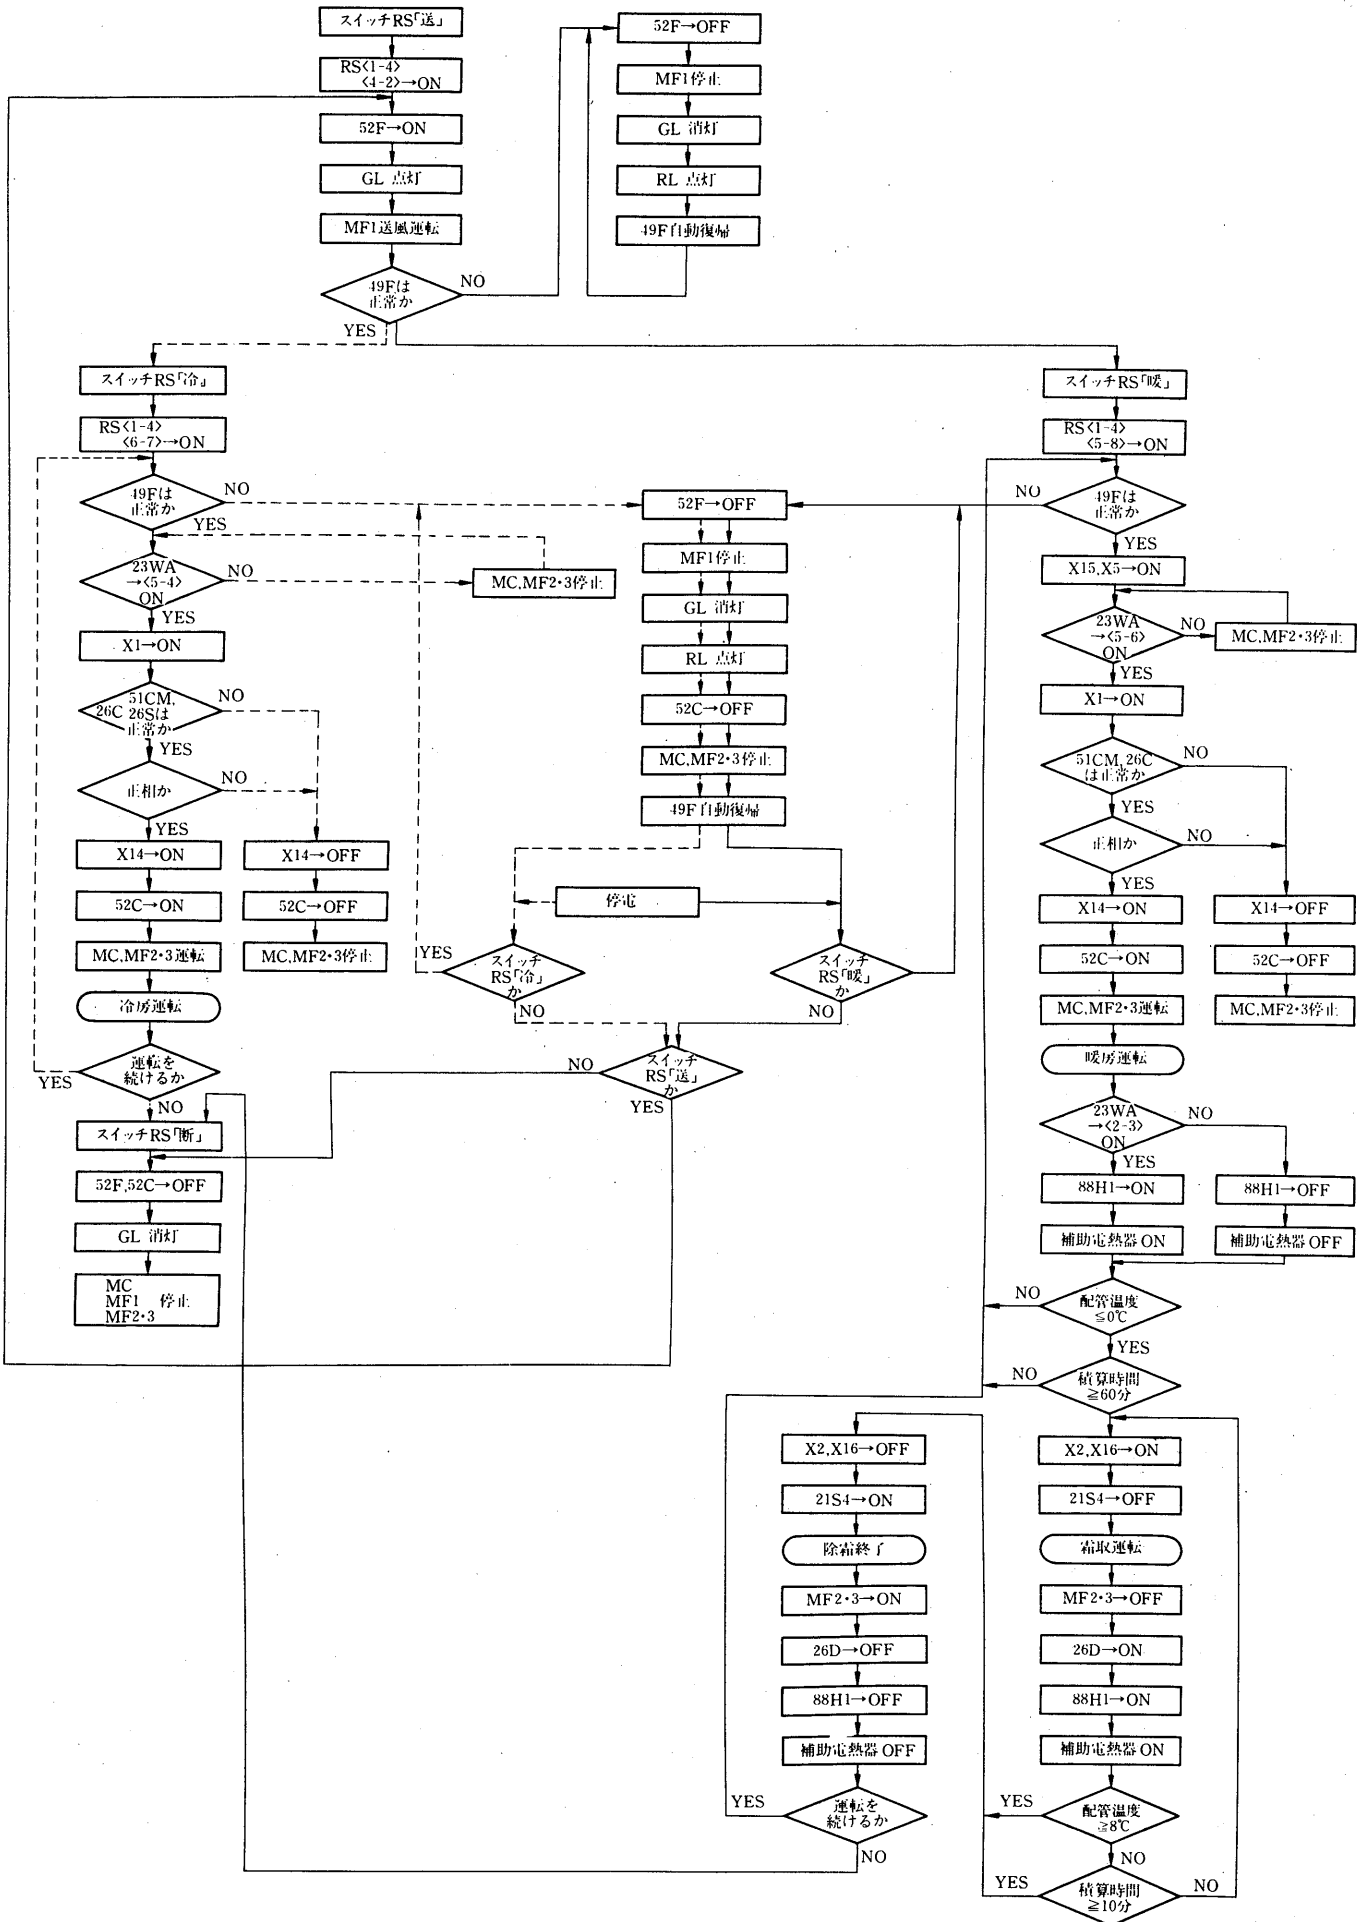 スイッチRS「送」
RS<1-4>
<4-2>→ON
52F→ON
GL 点灯
MF1送風運転
49Fは
正常か
NO
YES
52F→OFF
MF1停止
GL 消灯
RL 点灯
49F自動復帰
スイッチRS「冷」
RS<1-4>
<6-7>→ON
49Fは
正常か
NO
YES
23WA
→<5-4>
ON
NO
YES
MC,MF2・3停止
X1→ON
51CM,
26C 26Sは
正常か
NO
YES
正相か
NO
YES
X14→ON
52C→ON
MC,MF2・3運転
冷房運転
運転を
続けるか
YES
NO
X14→OFF
52C→OFF
MC,MF2・3停止
スイッチRS「断」
52F,52C→OFF
GL 消灯
MC
MF1 停止
MF2・3
52F→OFF
MF1停止
GL 消灯
RL 点灯
52C→OFF
MC,MF2・3停止
49F自動復帰
停電
スイッチ
RS「冷」
か
YES
NO
スイッチ
RS「暖」
か
NO
スイッチ
RS「送」
か
NO
YES
スイッチRS「暖」
RS<1-4>
<5-8>→ON
49Fは
正常か
NO
YES
X15,X5→ON
23WA
→<5-6>
ON
NO
YES
MC,MF2・3停止
X1→ON
51CM,26C
は正常か
NO
YES
正相か
NO
YES
X14→ON
52C→ON
MC,MF2・3運転
暖房運転
X14→OFF
52C→OFF
MC,MF2・3停止
23WA
→<2-3>
ON
NO
YES
88H1→ON
補助電熱器ON
88H1→OFF
補助電熱器OFF
配管温度
≦0℃
NO
YES
積算時間
≧60分
NO
X2,X16→ON
21S4→OFF
霜取運転
MF2・3→OFF
26D→ON
88H1→ON
補助電熱器ON
配管温度
≧8℃
YES
NO
積算時間
≧10分
YES
NO
X2,X16→OFF
21S4→ON
除霜終了
MF2・3→ON
26D→OFF
88H1→OFF
補助電熱器OFF
運転を
続けるか
YES
NO